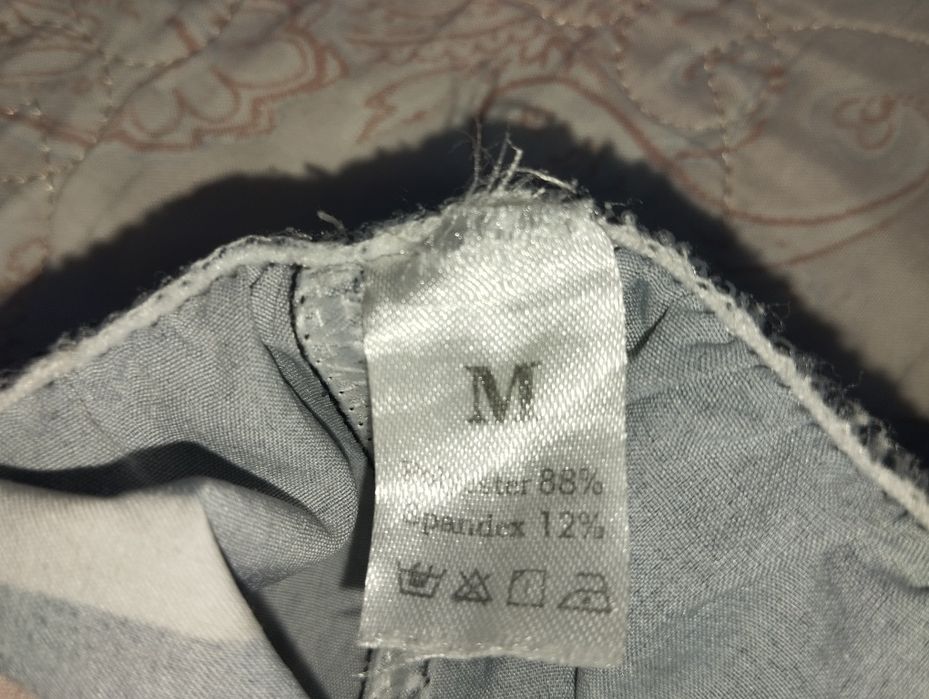 M
Polyester 88%
Spandex 12%